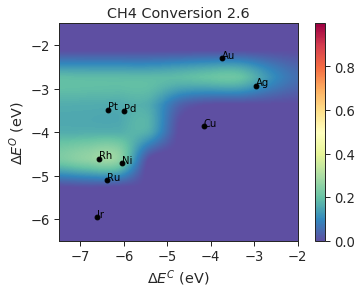 CH4 Conversion 2.6
ΔE^O (eV)
−2
−3
−4
−5
−6
Au
Ag
Pt
Pd
Cu
Rh
Ni
Ru
Ir
−7
−6
−5
−4
−3
−2
ΔE^C (eV)
0.8
0.6
0.4
0.2
0.0